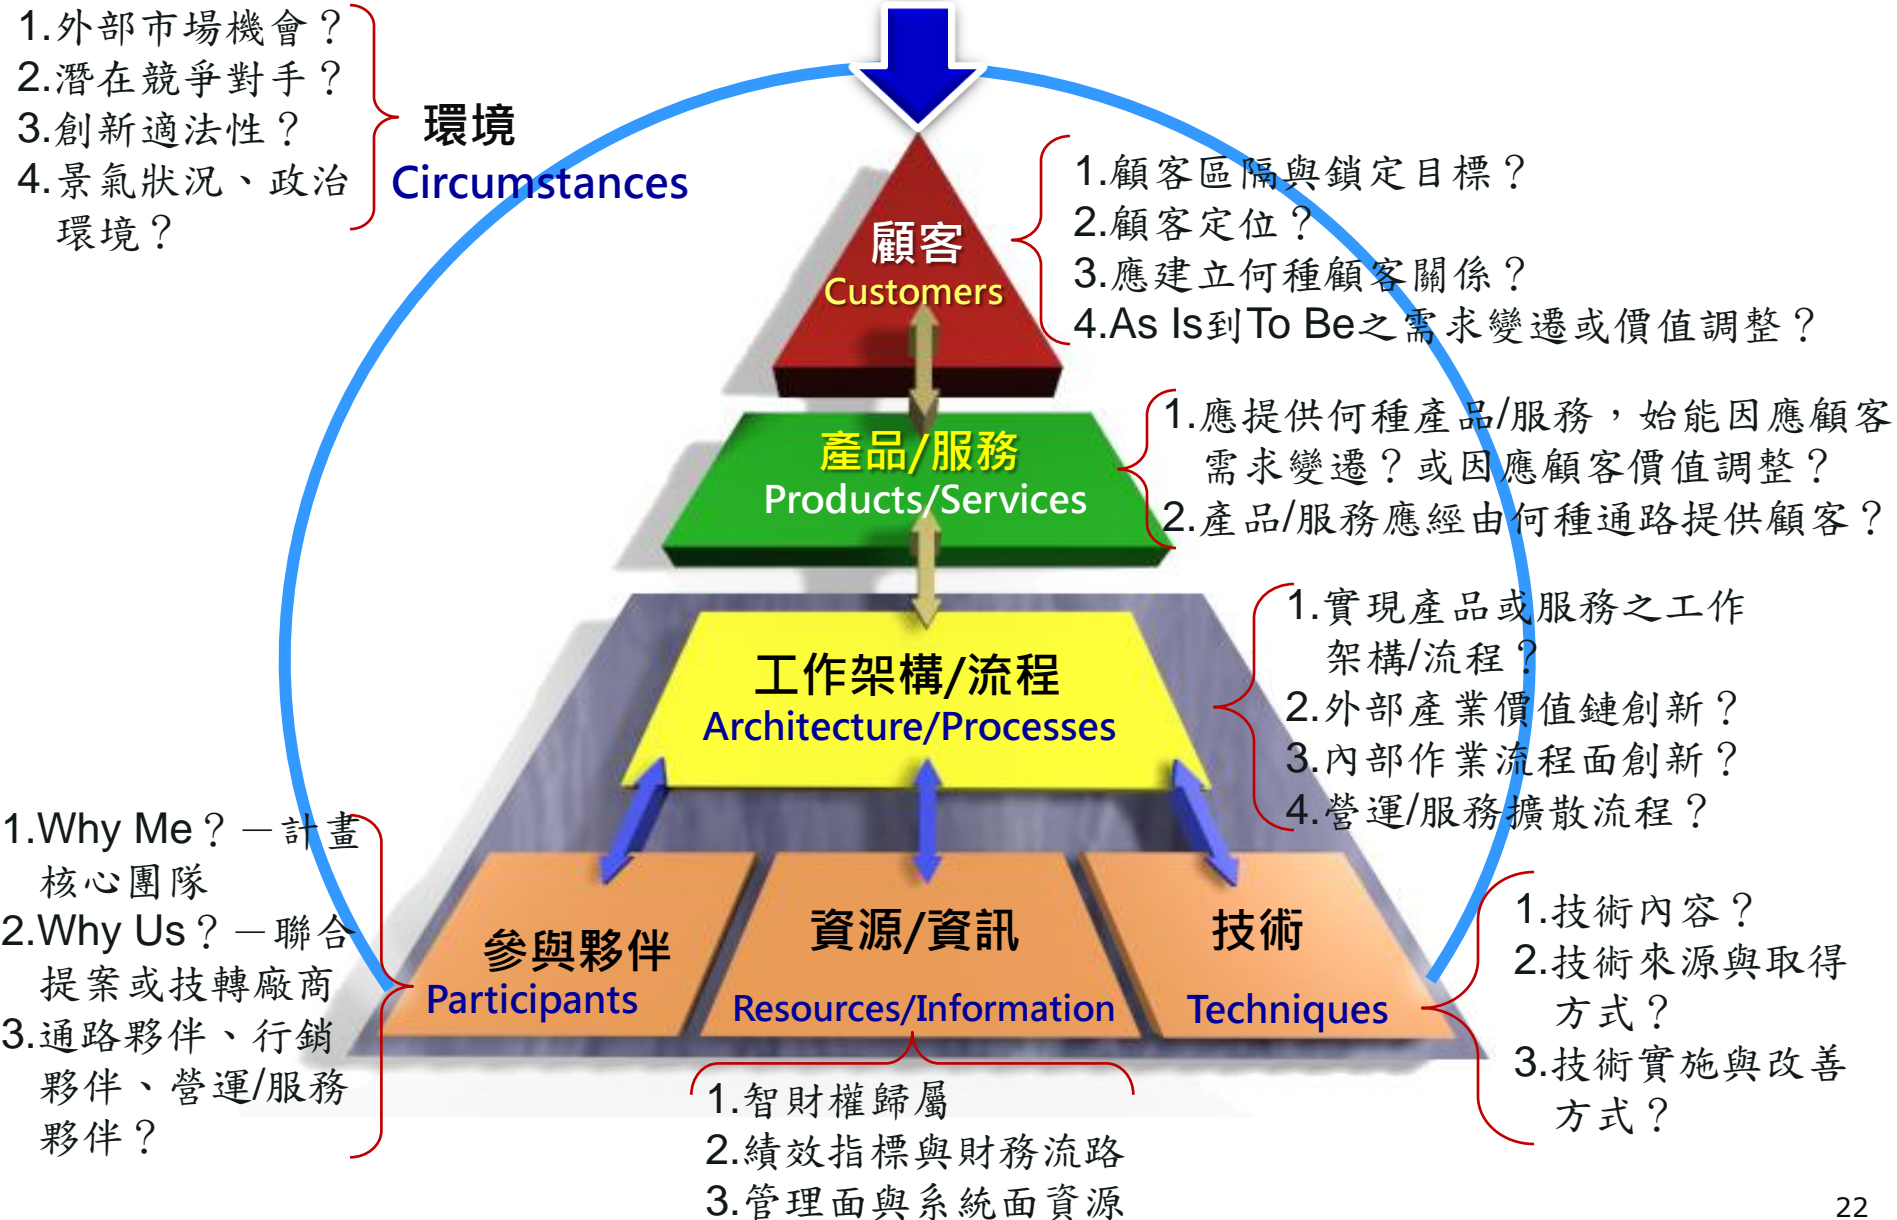 1.外部市場機會？
2.潛在競爭對手？
3.創新適法性？
4.景氣狀況、政治
環境？
環境
Circumstances
顧客
Customers
1.顧客區隔與鎖定目標？
2.顧客定位？
3.應建立何種顧客關係？
4.As Is到To Be之需求變遷或價值調整？
產品/服務
Products/Services
1.應提供何種產品/服務，始能因應顧客
需求變遷？或因應顧客價值調整？
2.產品/服務應經由何種通路提供顧客？
工作架構/流程
Architecture/Processes
1.實現產品或服務之工作
架構/流程？
2.外部產業價值鏈創新？
3.內部作業流程面創新？
4.營運/服務擴散流程？
1.Why Me？－計畫
核心團隊
2.Why Us？－聯合
提案或技轉廠商
3.通路夥伴、行銷
夥伴、營運/服務
夥伴？
參與夥伴
Participants
資源/資訊
Resources/Information
技術
Techniques
1.技術內容？
2.技術來源與取得
方式？
3.技術實施與改善
方式？
1.智財權歸屬
2.績效指標與財務流路
3.管理面與系統面資源
22